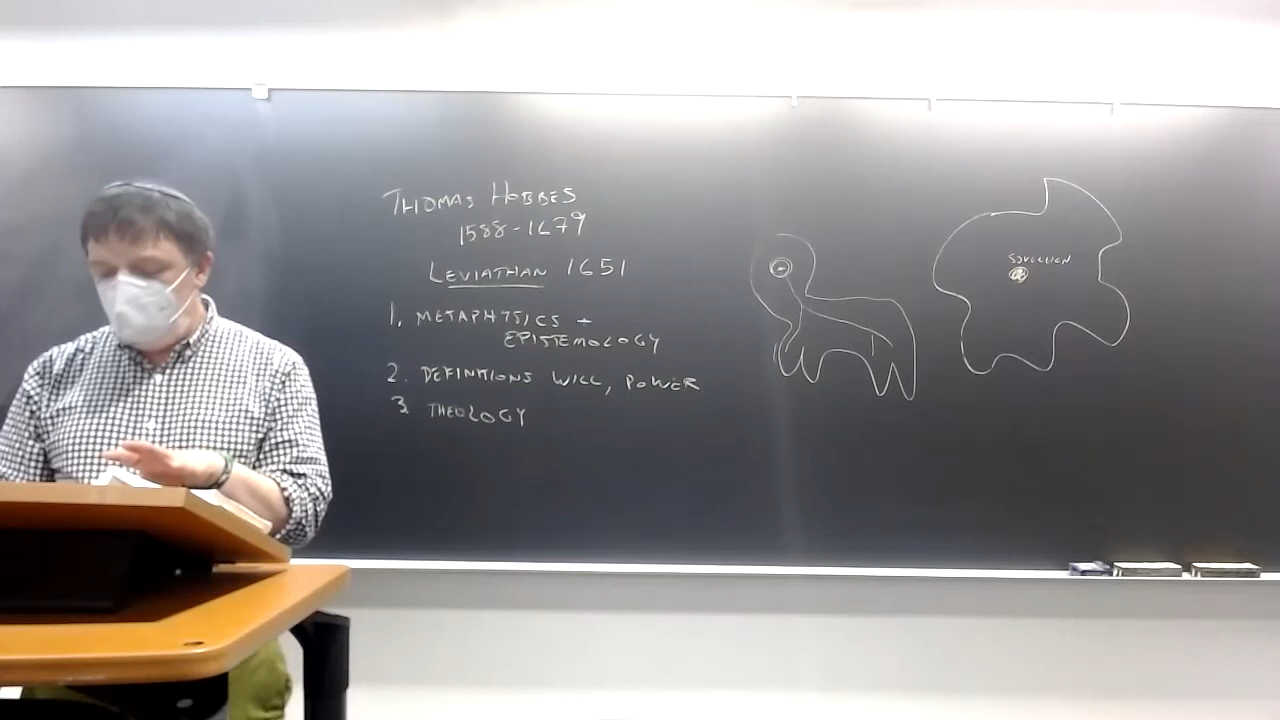 THOMAS HOBBES
1588-1679
LEVIATHAN 1651
1. METAPHYSICS +
EPISTEMOLOGY
2. DEFINITIONS WILL, POWER
3 THEOLOGY
SOVEREIGN